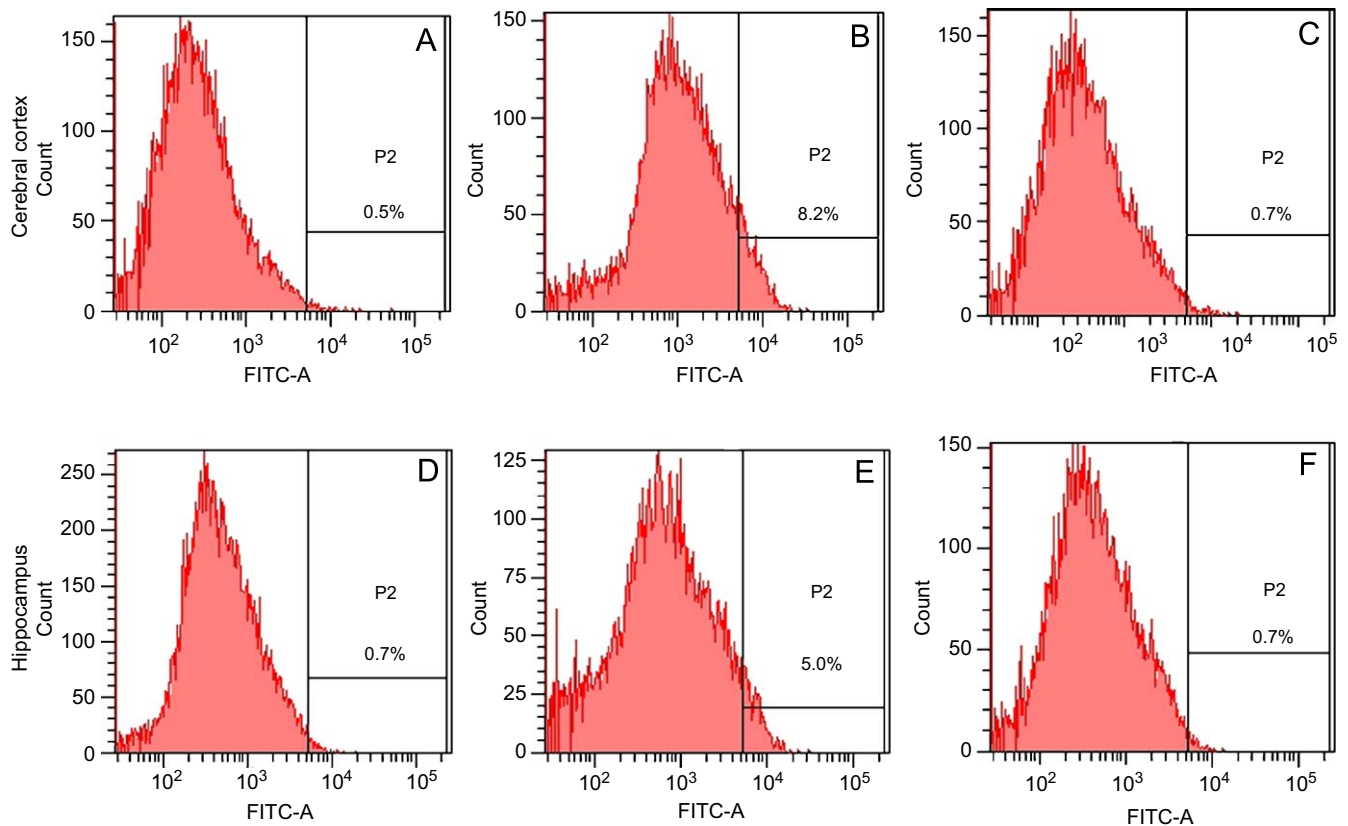 A
Cerebral cortex
Count
150
100
50
0
P2
0.5%
10²
10³
10⁴
10⁵
FITC-A
B
Count
150
100
50
0
P2
8.2%
10²
10³
10⁴
10⁵
FITC-A
C
Count
150
100
50
0
P2
0.7%
10²
10³
10⁴
10⁵
FITC-A
D
Hippocampus
Count
250
200
150
100
50
0
P2
0.7%
10²
10³
10⁴
10⁵
FITC-A
E
Count
125
100
75
50
25
0
P2
5.0%
10²
10³
10⁴
10⁵
FITC-A
F
Count
150
100
50
0
P2
0.7%
10²
10³
10⁴
10⁵
FITC-A